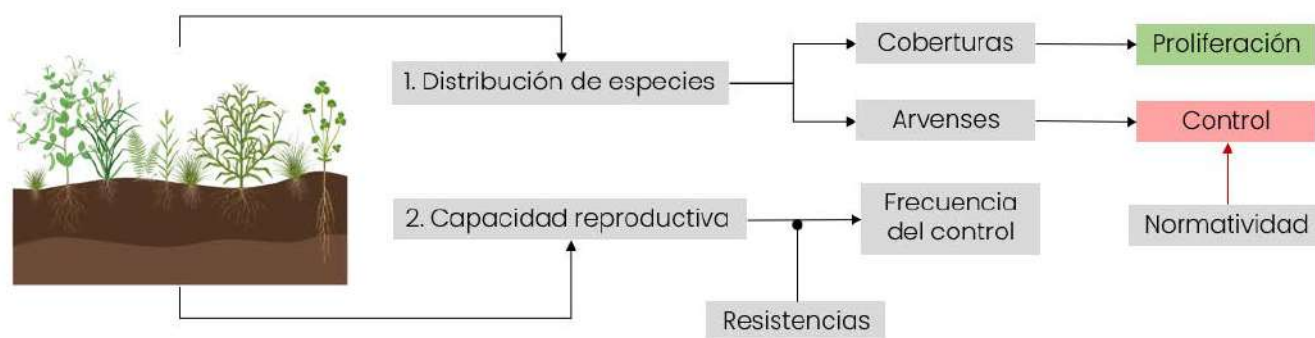 Coberturas
Proliferación
1. Distribución de especies
Arvenses
Control
2. Capacidad reproductiva
Frecuencia
del control
Normatividad
Resistencias